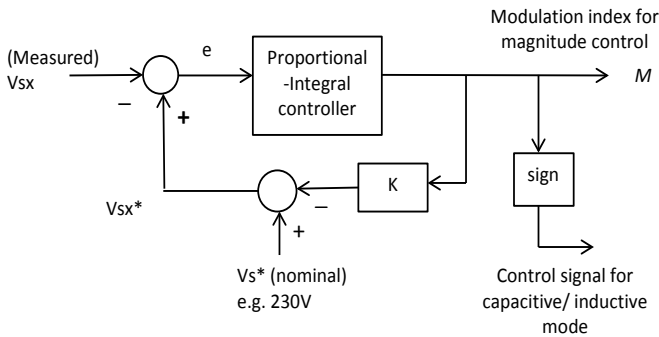 Modulation index for
magnitude control
(Measured)
Vsx
e
Proportional
-Integral
controller
M
−
+
K
sign
Vsx*
−
+
Vs* (nominal)
e.g. 230V
Control signal for
capacitive/ inductive
mode